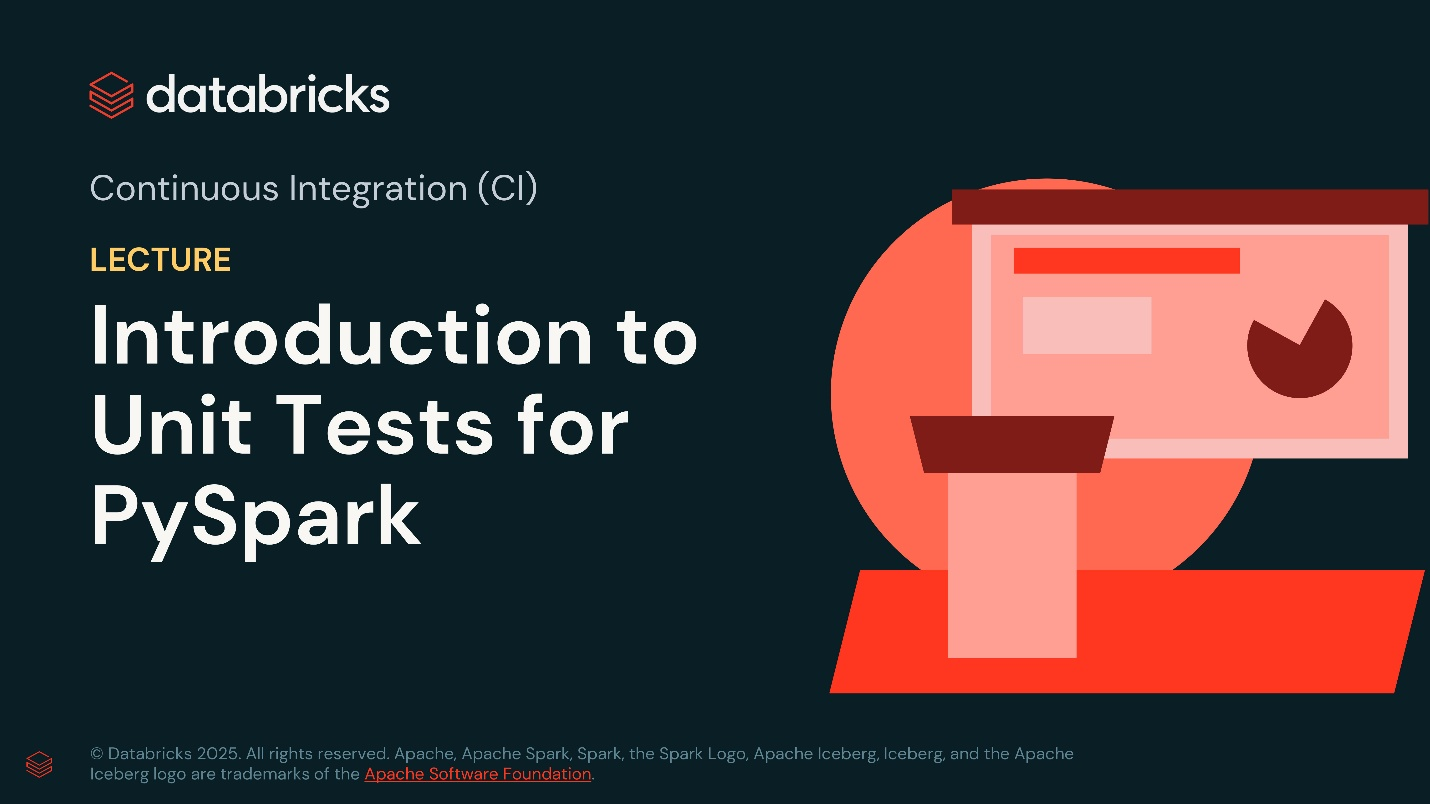 databricks
Continuous Integration (CI)
LECTURE
Introduction to
Unit Tests for
PySpark
© Databricks 2025. All rights reserved. Apache, Apache Spark, Spark, the Spark Logo, Apache Iceberg, Iceberg, and the Apache
Iceberg logo are trademarks of the Apache Software Foundation.